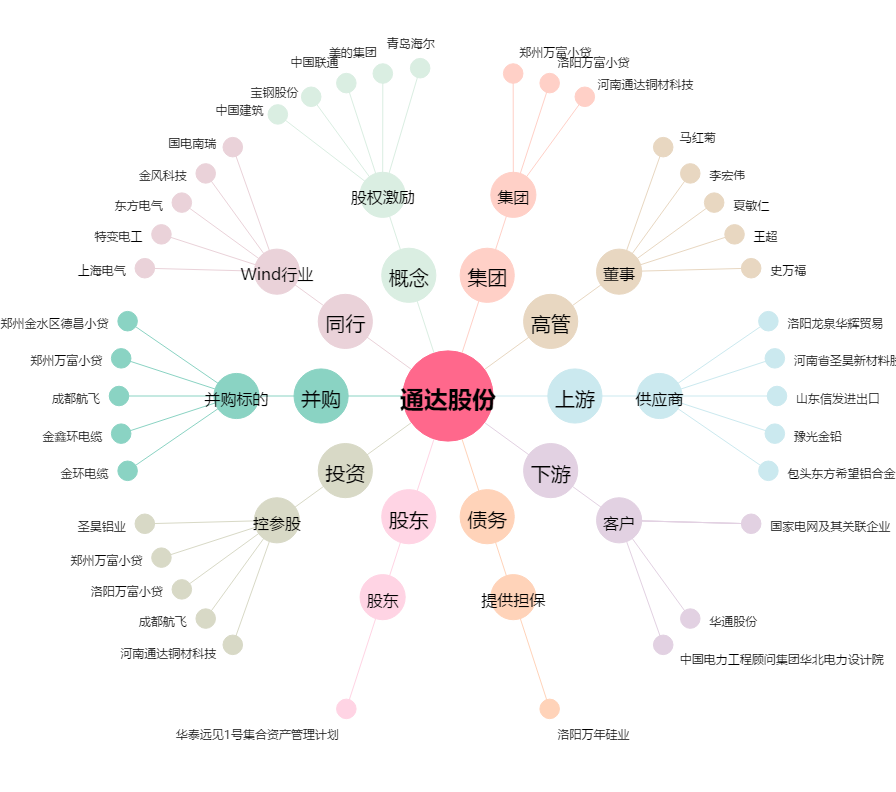 青岛海尔
美的集团
中国联通
宝钢股份
中国建筑
郑州万富小贷
洛阳万富小贷
河南通达铜材科技
国电南瑞
金风科技
东方电气
特变电工
上海电气
马红菊
李宏伟
夏敏仁
王超
史万福
股权激励
集团
Wind行业
概念
集团
董事
同行
高管
郑州金水区德昌小贷
郑州万富小贷
成都航飞
金鑫环电缆
金环电缆
并购标的
并购
通达股份
上游
供应商
洛阳龙泉华辉贸易
河南省圣昊新材料股
山东信发进出口
豫光金铅
包头东方希望铝合金
投资
下游
控参股
股东
债务
客户
圣昊铝业
郑州万富小贷
洛阳万富小贷
成都航飞
河南通达铜材科技
国家电网及其关联企业
华通股份
中国电力工程顾问集团华北电力设计院
股东
提供担保
华泰远见1号集合资产管理计划
洛阳万年硅业